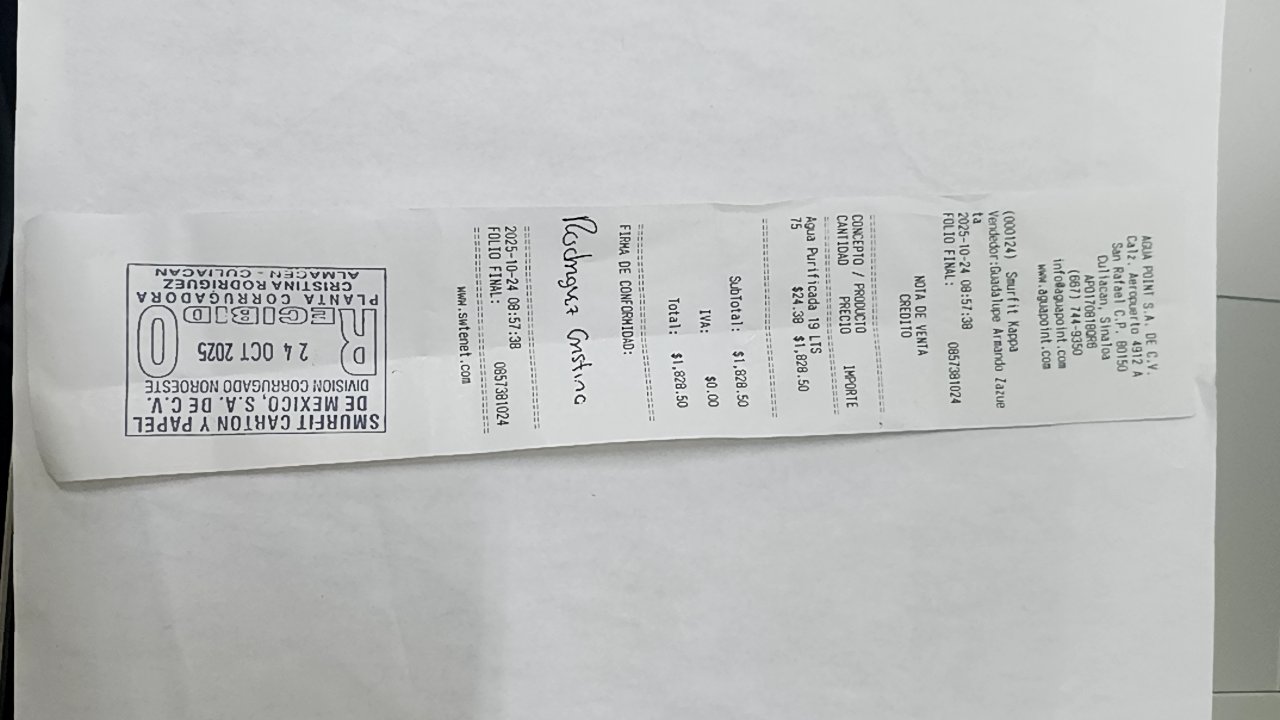 AGUA POINT S.A. DE C.V.
Calz. Aeropuerto 4912 A
San Rafael C.P. 80150
Culiacan, Sinaloa
APO170818QR6
(667) 744-9350
info@aguapoint.com
www.aguapoint.com
(000124) Smurfit Kappa
Vendedor:Guadalupe Armando Zazue
ta
2025-10-24 08:57:38 0857381024
FOLIO FINAL:
NOTA DE VENTA
CREDITO
================================
CONCEPTO / PRODUCTO
CANTIDAD PRECIO IMPORTE
================================
Agua Purificada 19 LTS
75 $24.38 $1,828.50
================================
SubTotal: $1,828.50
IVA: $0.00
Total: $1,828.50
================================
FIRMA DE CONFORMIDAD:
Rodriguez Cristina
================================
2025-10-24 08:57:38 0857381024
FOLIO FINAL:
================================
www.swtenet.com
SMURFIT CARTON Y PAPEL
DE MEXICO, S.A. DE C.V.
DIVISION CORRUGADO NOROESTE
24 OCT 2025
RECIBIDO
PLANTA CORRUGADORA
CRISTINA RODRIGUEZ
ALMACEN - CULIACAN